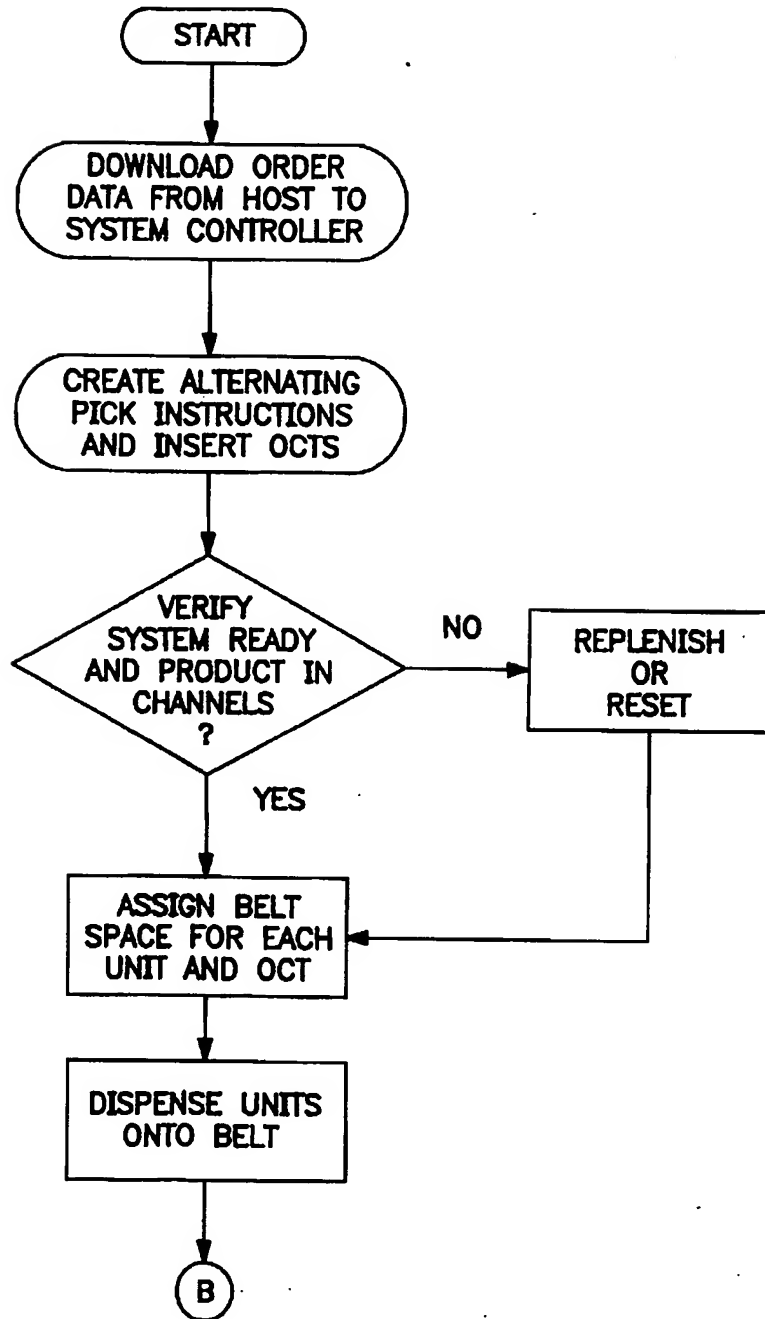 START
DOWNLOAD ORDER
DATA FROM HOST TO
SYSTEM CONTROLLER
CREATE ALTERNATING
PICK INSTRUCTIONS
AND INSERT OCTS
VERIFY
SYSTEM READY
AND PRODUCT IN
CHANNELS
?
NO
REPLENISH
OR
RESET
YES
ASSIGN BELT
SPACE FOR EACH
UNIT AND OCT
DISPENSE UNITS
ONTO BELT
B